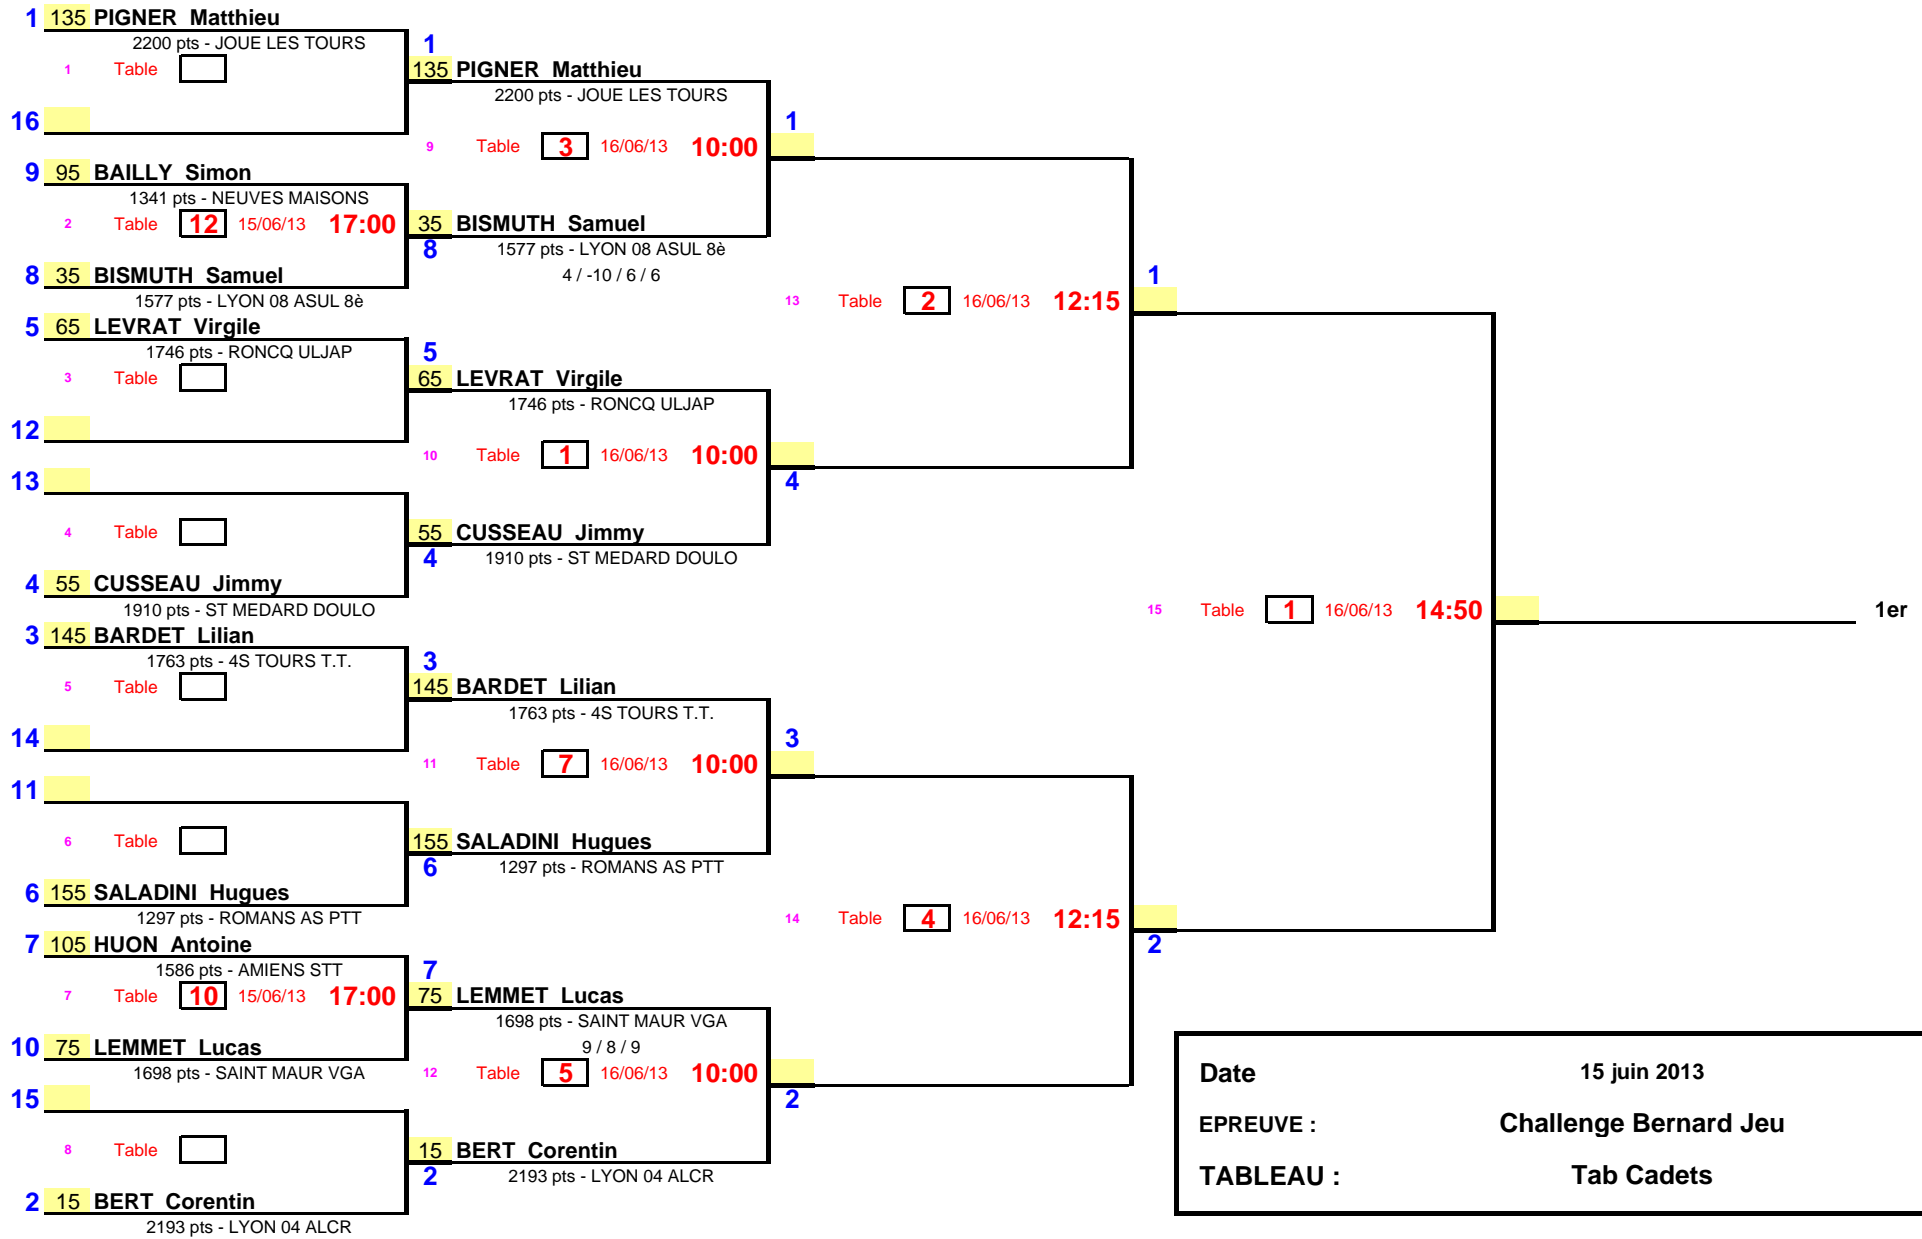 1 135 PIGNER Matthieu
2200 pts - JOUE LES TOURS
1 Table
16
1
135 PIGNER Matthieu
2200 pts - JOUE LES TOURS
9 Table 3 16/06/13 10:00
1
9 95 BAILLY Simon
1341 pts - NEUVES MAISONS
2 Table 12 15/06/13 17:00
8 35 BISMUTH Samuel
1577 pts - LYON 08 ASUL 8è
35 BISMUTH Samuel
8
1577 pts - LYON 08 ASUL 8è
4 / -10 / 6 / 6
13 Table 2 16/06/13 12:15
1
5 65 LEVRAT Virgile
1746 pts - RONCQ ULJAP
3 Table
12
5
65 LEVRAT Virgile
1746 pts - RONCQ ULJAP
10 Table 1 16/06/13 10:00
4
13
4 Table
4 55 CUSSEAU Jimmy
1910 pts - ST MEDARD DOULO
55 CUSSEAU Jimmy
4
1910 pts - ST MEDARD DOULO
15 Table 1 16/06/13 14:50
1er
3 145 BARDET Lilian
1763 pts - 4S TOURS T.T.
5 Table
14
3
145 BARDET Lilian
1763 pts - 4S TOURS T.T.
11 Table 7 16/06/13 10:00
3
11
6 Table
6 155 SALADINI Hugues
1297 pts - ROMANS AS PTT
155 SALADINI Hugues
6
1297 pts - ROMANS AS PTT
14 Table 4 16/06/13 12:15
2
7 105 HUON Antoine
1586 pts - AMIENS STT
7 Table 10 15/06/13 17:00
10 75 LEMMET Lucas
1698 pts - SAINT MAUR VGA
7
75 LEMMET Lucas
1698 pts - SAINT MAUR VGA
9 / 8 / 9
12 Table 5 16/06/13 10:00
2
15
8 Table
2 15 BERT Corentin
2193 pts - LYON 04 ALCR
15 BERT Corentin
2
2193 pts - LYON 04 ALCR
Date 15 juin 2013
EPREUVE : Challenge Bernard Jeu
TABLEAU : Tab Cadets